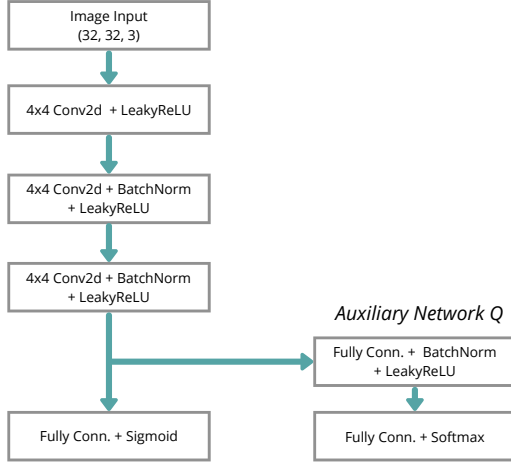 Image Input
(32, 32, 3)
4x4 Conv2d + LeakyReLU
4x4 Conv2d + BatchNorm
+ LeakyReLU
4x4 Conv2d + BatchNorm
+ LeakyReLU
Auxiliary Network Q
Fully Conn. + BatchNorm
+ LeakyReLU
Fully Conn. + Sigmoid
Fully Conn. + Softmax